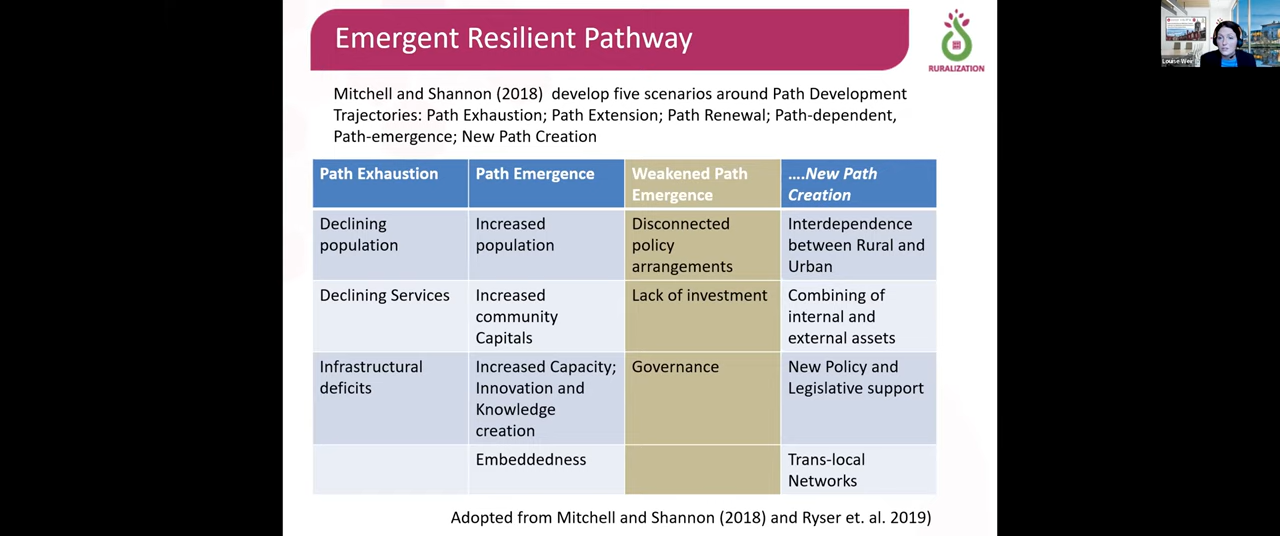 Emergent Resilient Pathway
RURALIZATION
Louise Weir
Mitchell and Shannon (2018)  develop five scenarios around Path Development
Trajectories: Path Exhaustion; Path Extension; Path Renewal; Path-dependent,
Path-emergence; New Path Creation
Path Exhaustion
Path Emergence
Weakened Path
Emergence
....New Path
Creation
Declining
population
Increased
population
Disconnected
policy
arrangements
Interdependence
between Rural and
Urban
Declining Services
Increased
community
Capitals
Lack of investment
Combining of
internal and
external assets
Infrastructural
deficits
Increased Capacity;
Innovation and
Knowledge
creation
Governance
New Policy and
Legislative support
Embeddedness
Trans-local
Networks
Adopted from Mitchell and Shannon (2018) and Ryser et. al. 2019)